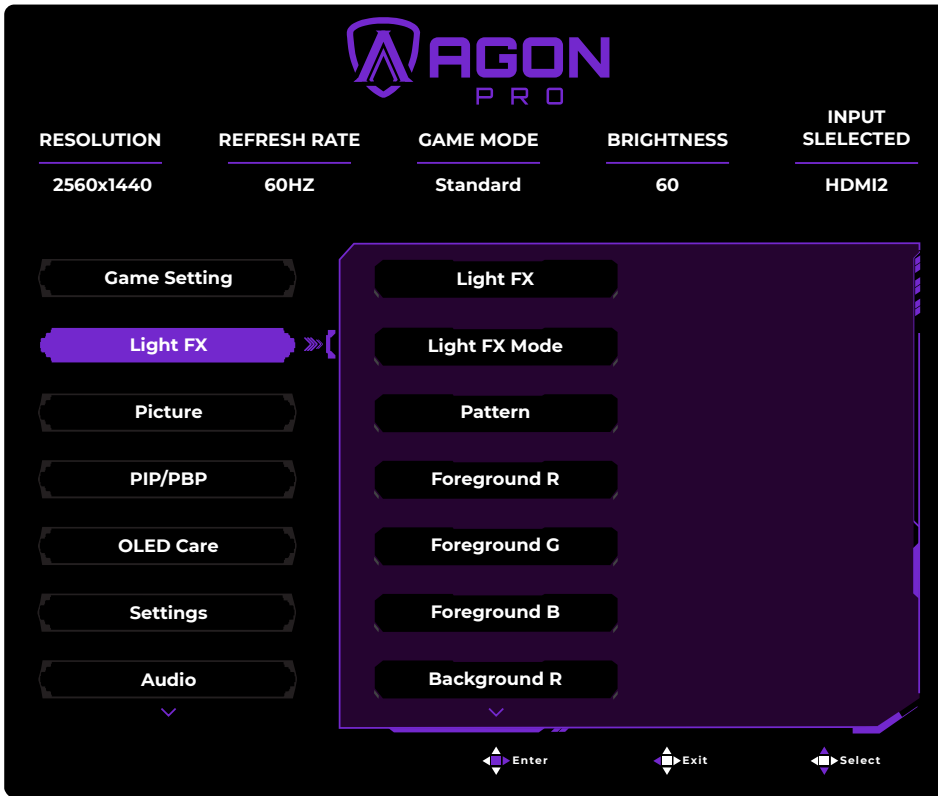 AGON
PRO
RESOLUTION
REFRESH RATE
GAME MODE
BRIGHTNESS
INPUT
SLELECTED
2560x1440
60HZ
Standard
60
HDMI2
Game Setting
Light FX
Picture
PIP/PBP
OLED Care
Settings
Audio
Light FX
Light FX Mode
Pattern
Foreground R
Foreground G
Foreground B
Background R
Enter
Exit
Select